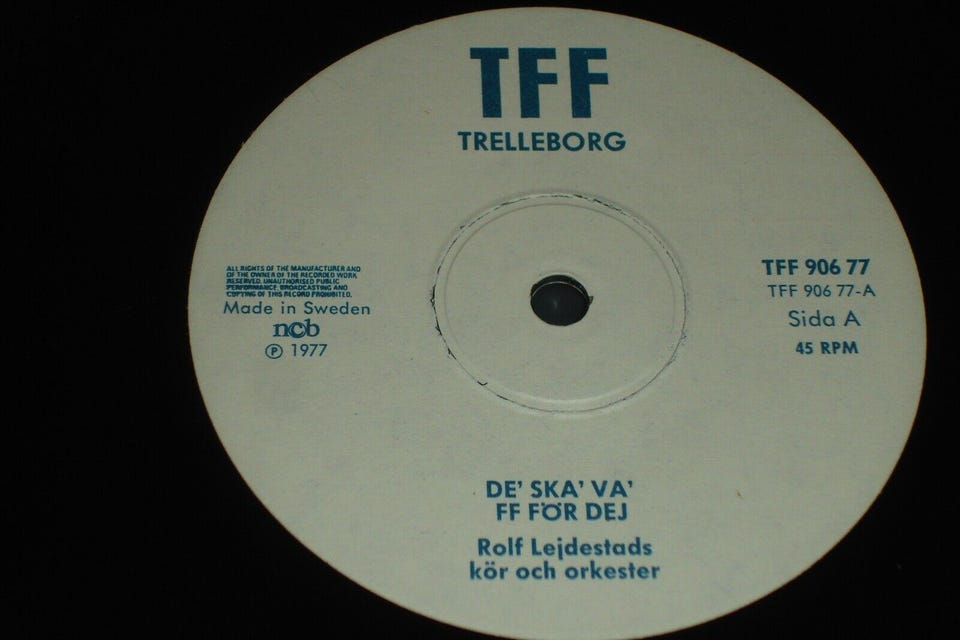 TFF
TRELLEBORG
ALL RIGHTS OF THE MANUFACTURER AND
OF THE OWNER OF THE RECORDED WORK
RESERVED. UNAUTHORISED PUBLIC
PERFORMANCE, BROADCASTING AND
COPYING OF THIS RECORD PROHIBITED.
Made in Sweden
ncb
Ⓟ 1977
TFF 906 77
TFF 906 77-A
Sida A
45 RPM
DE' SKA' VA'
FF FÖR DEJ
Rolf Lejdestads
kör och orkester